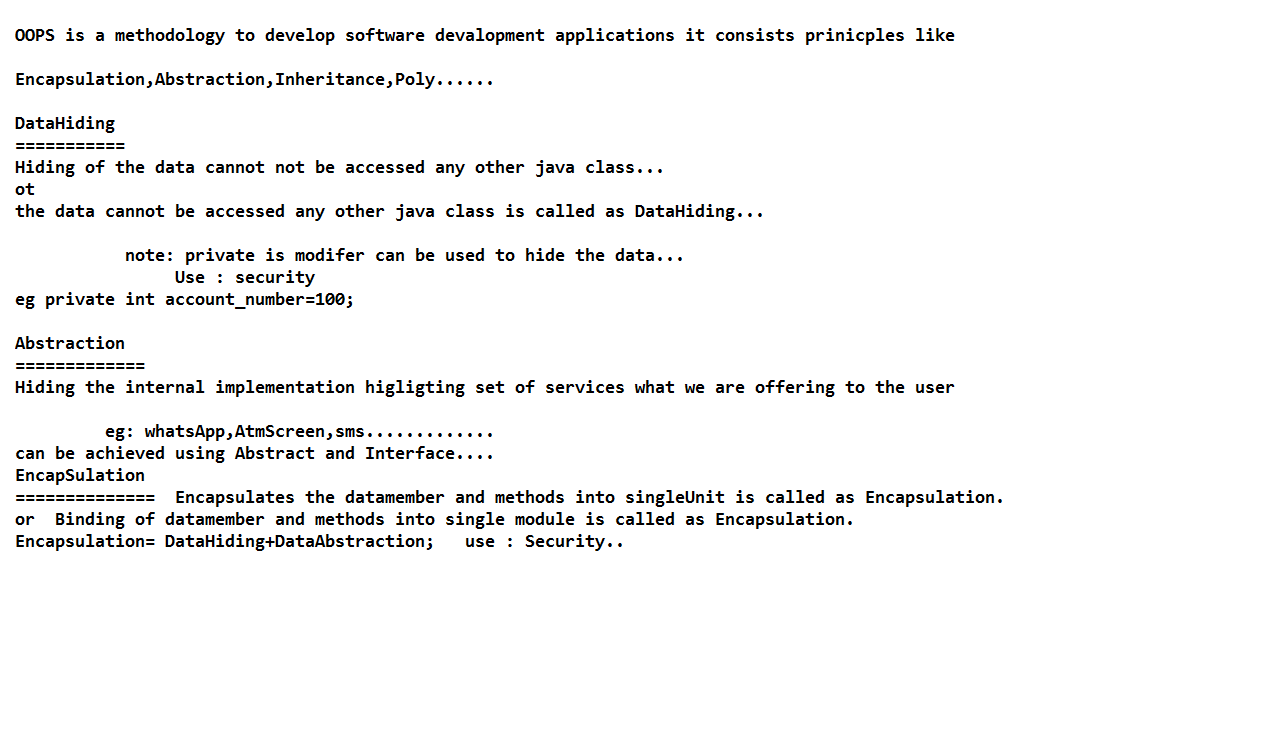 OOPS is a methodology to develop software devalopment applications it consists prinicples like
Encapsulation,Abstraction,Inheritance,Poly......
DataHiding
===========
Hiding of the data cannot not be accessed any other java class...
ot
the data cannot be accessed any other java class is called as DataHiding...
note: private is modifer can be used to hide the data...
Use : security
eg private int account_number=100;
Abstraction
=============
Hiding the internal implementation higligting set of services what we are offering to the user
eg: whatsApp,AtmScreen,sms.............
can be achieved using Abstract and Interface....
EncapSulation
==============  Encapsulates the datamember and methods into singleUnit is called as Encapsulation.
or  Binding of datamember and methods into single module is called as Encapsulation.
Encapsulation= DataHiding+DataAbstraction;   use : Security..